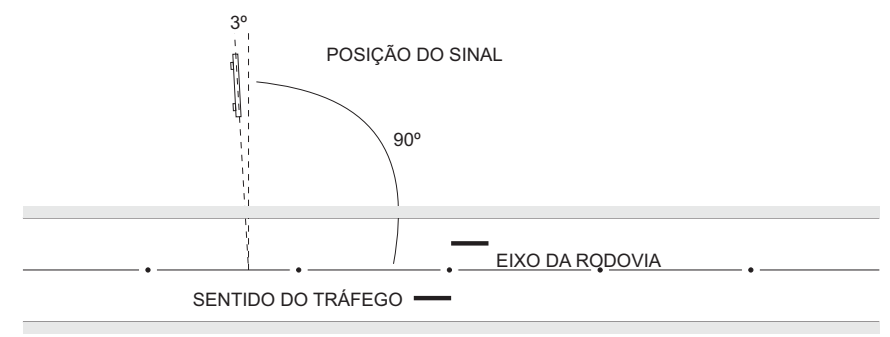 3º
POSIÇÃO DO SINAL
90º
EIXO DA RODOVIA
SENTIDO DO TRÁFEGO